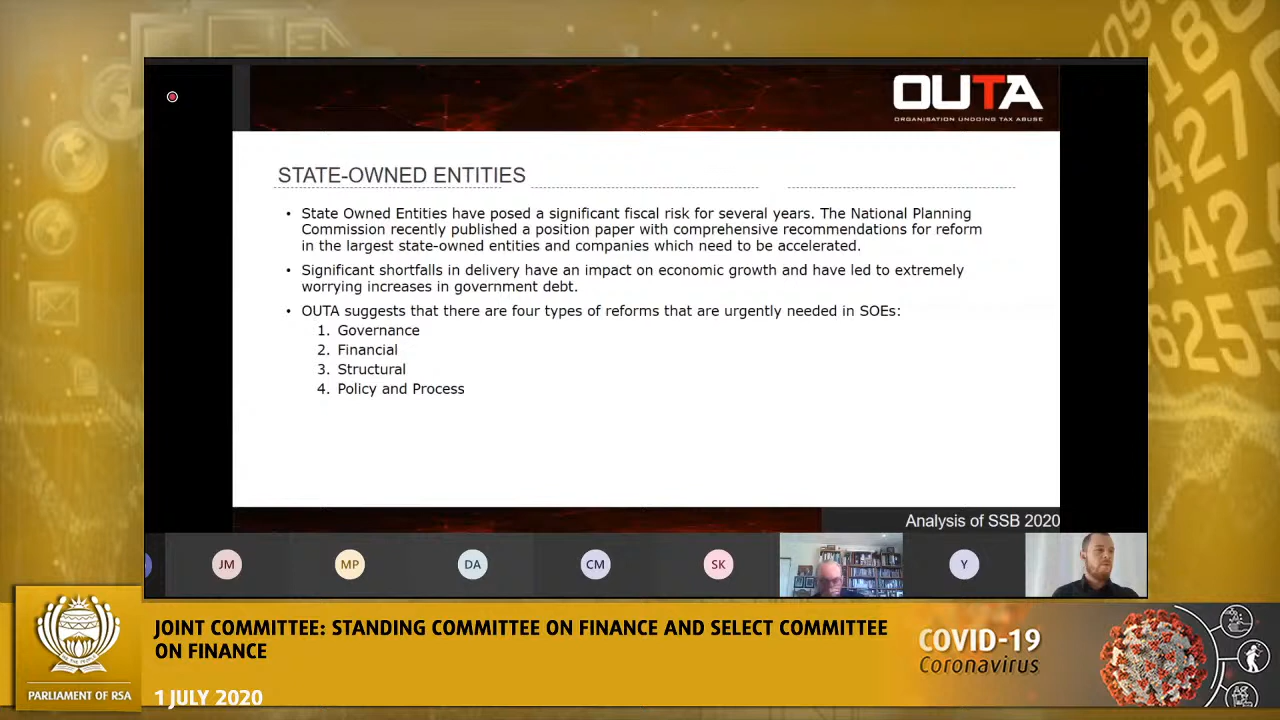 OUTA
ORGANISATION UNDOING TAX ABUSE
STATE-OWNED ENTITIES
• State Owned Entities have posed a significant fiscal risk for several years. The National Planning
Commission recently published a position paper with comprehensive recommendations for reform
in the largest state-owned entities and companies which need to be accelerated.
• Significant shortfalls in delivery have an impact on economic growth and have led to extremely
worrying increases in government debt.
• OUTA suggests that there are four types of reforms that are urgently needed in SOEs:
1. Governance
2. Financial
3. Structural
4. Policy and Process
Analysis of SSB 2020
JM MP DA CM SK Y
JOINT COMMITTEE: STANDING COMMITTEE ON FINANCE AND SELECT COMMITTEE
ON FINANCE
1 JULY 2020
PARLIAMENT OF RSA
COVID-19
Coronavirus